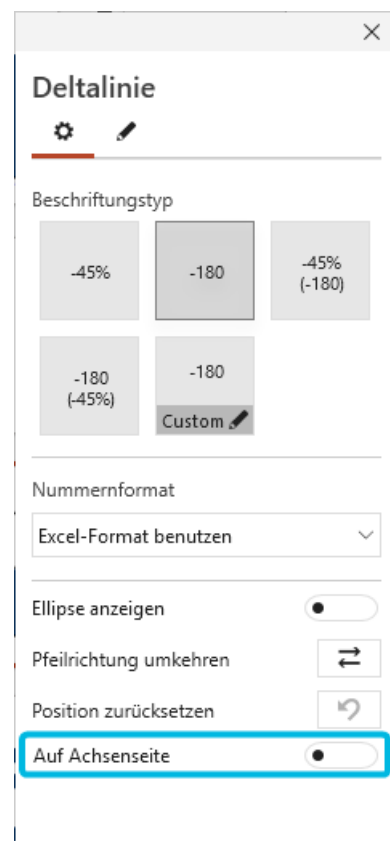 Deltalinie
Beschriftungstyp
-45%
-180
-45%
(-180)
-180
(-45%)
-180
Custom
Nummernformat
Excel-Format benutzen
Ellipse anzeigen
Pfeilrichtung umkehren
Position zurücksetzen
Auf Achsenseite